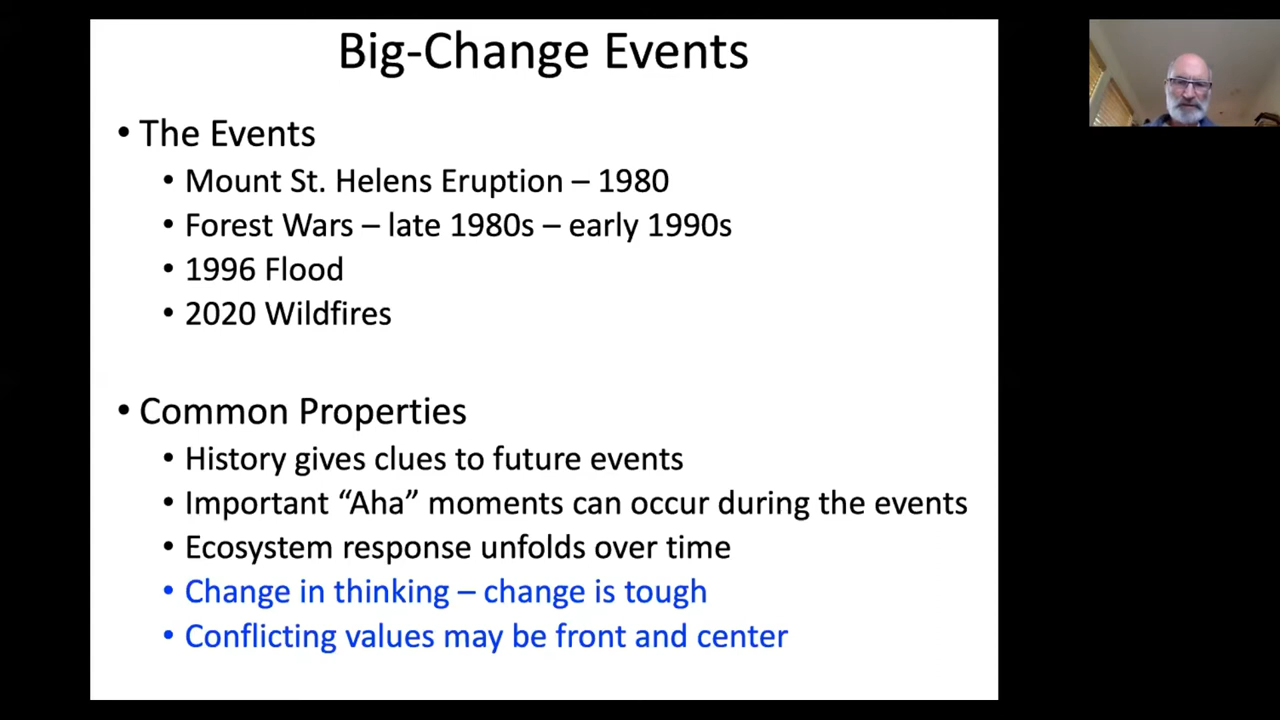 Big-Change Events
• The Events
• Mount St. Helens Eruption – 1980
• Forest Wars – late 1980s – early 1990s
• 1996 Flood
• 2020 Wildfires
• Common Properties
• History gives clues to future events
• Important “Aha” moments can occur during the events
• Ecosystem response unfolds over time
• Change in thinking – change is tough
• Conflicting values may be front and center